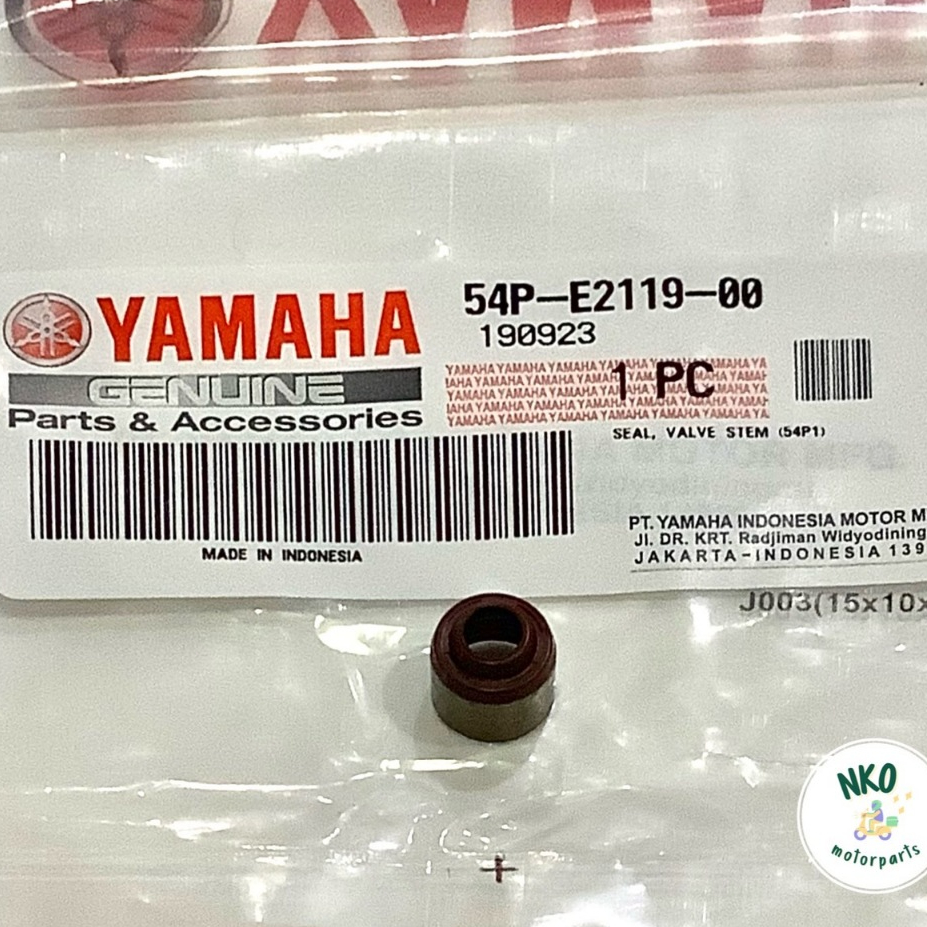 YAMAHA
54P-E2119-00
190923
GENUINE
1 PC
Parts & Accessories
SEAL, VALVE STEM (54P1)
MADE IN INDONESIA
PT. YAMAHA INDONESIA MOTOR M
Jl. DR. KRT. Radjiman Widyodining
JAKARTA-INDONESIA 139
J003(15x10x
NKO
motorparts